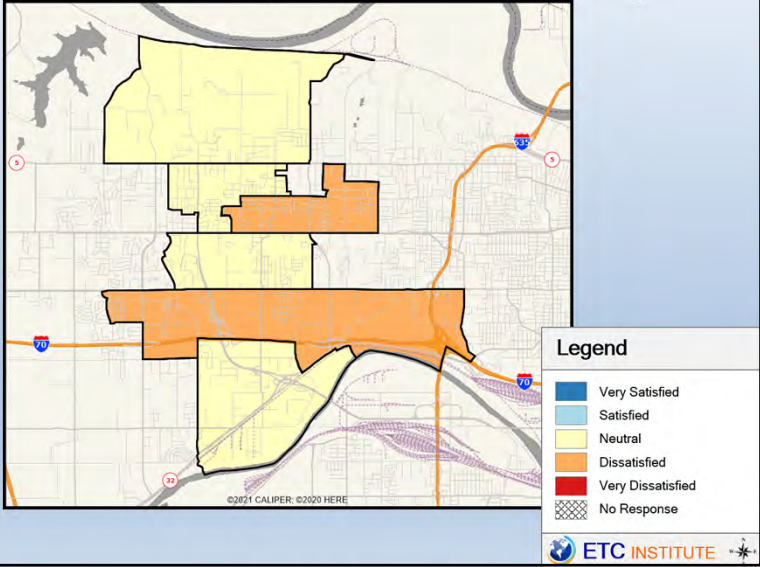 635
5
5
70
70
Legend
Very Satisfied
Satisfied
Neutral
Dissatisfied
Very Dissatisfied
No Response
32
©2021 CALIPER; ©2020 HERE
ETC INSTITUTE